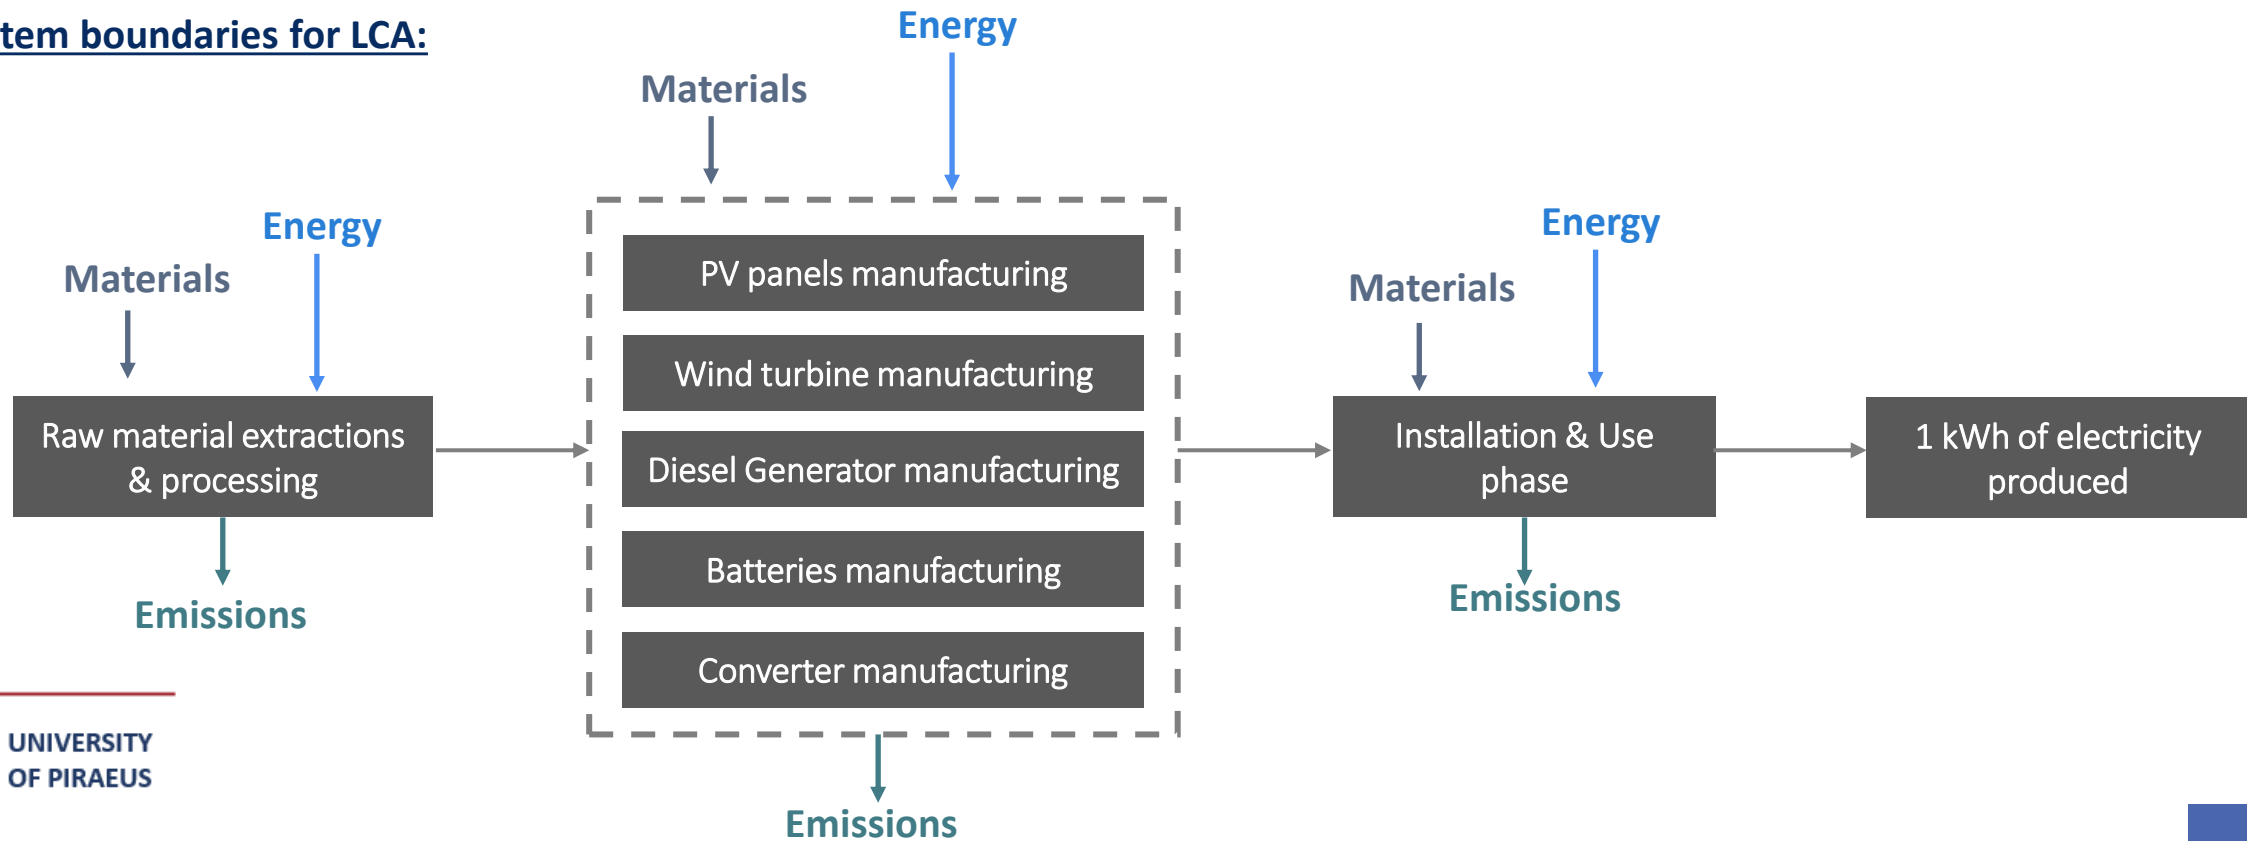 tem boundaries for LCA:
Energy
Materials
Energy
Materials
Energy
Materials
PV panels manufacturing
Wind turbine manufacturing
Diesel Generator manufacturing
Batteries manufacturing
Converter manufacturing
Raw material extractions
& processing
Installation & Use
phase
1 kWh of electricity
produced
Emissions
Emissions
Emissions
UNIVERSITY
OF PIRAEUS